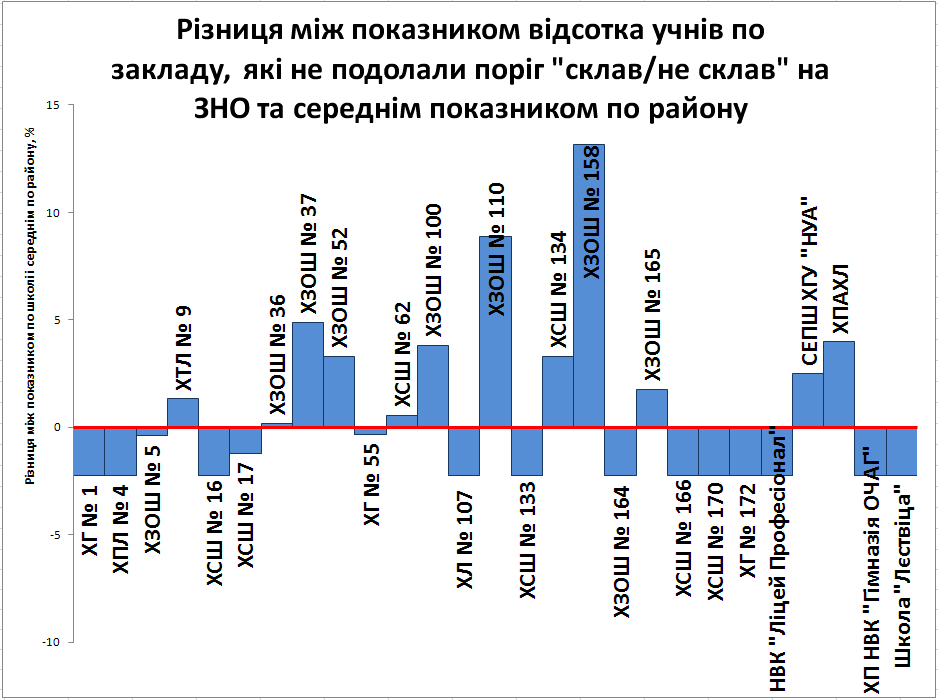 Різниця між показником відсотка учнів по
закладу, які не подолали поріг "склав/не склав" на
ЗНО та середнім показником по району
Різниця між показником по школіі середнім по району, %
15
10
5
0
-5
-10
ХГ № 1
ХПЛ № 4
ХЗОШ № 5
ХТЛ № 9
ХСШ № 16
ХСШ № 17
ХЗОШ № 36
ХЗОШ № 37
ХЗОШ № 52
ХГ № 55
ХСШ № 62
ХЗОШ № 100
ХЛ № 107
ХЗОШ № 110
ХСШ № 133
ХСШ № 134
ХЗОШ № 158
ХЗОШ № 164
ХЗОШ № 165
ХСШ № 166
ХСШ № 170
ХГ № 172
НВК "Ліцей Професіонал"
СЕПШ ХГУ "НУА"
ХПАХЛ
ХП НВК "Гімназія ОЧАГ"
Школа"Лєствіца"